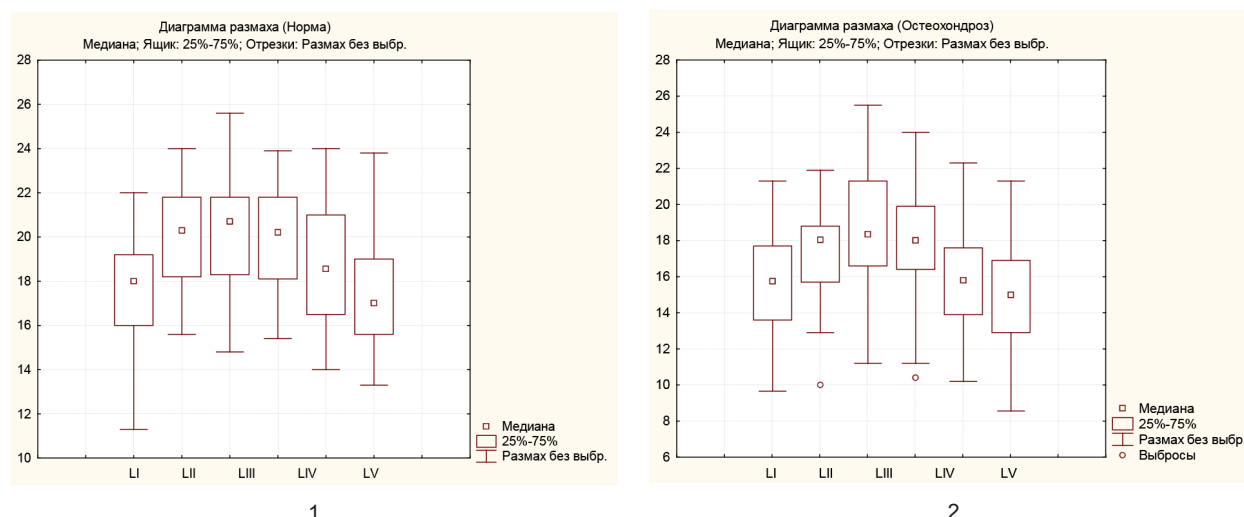 Диаграмма размаха (Норма)
Медиана; Ящик: 25%-75%; Отрезки: Размах без выбр.
28
26
24
22
20
18
16
14
12
10
LI LII LIII LIV LV
Медиана
25%-75%
Размах без выбр.
1
Диаграмма размаха (Остеохондроз)
Медиана; Ящик: 25%-75%; Отрезки: Размах без выбр.
28
26
24
22
20
18
16
14
12
10
8
6
LI LII LIII LIV LV
Медиана
25%-75%
Размах без выбр.
Выбросы
2